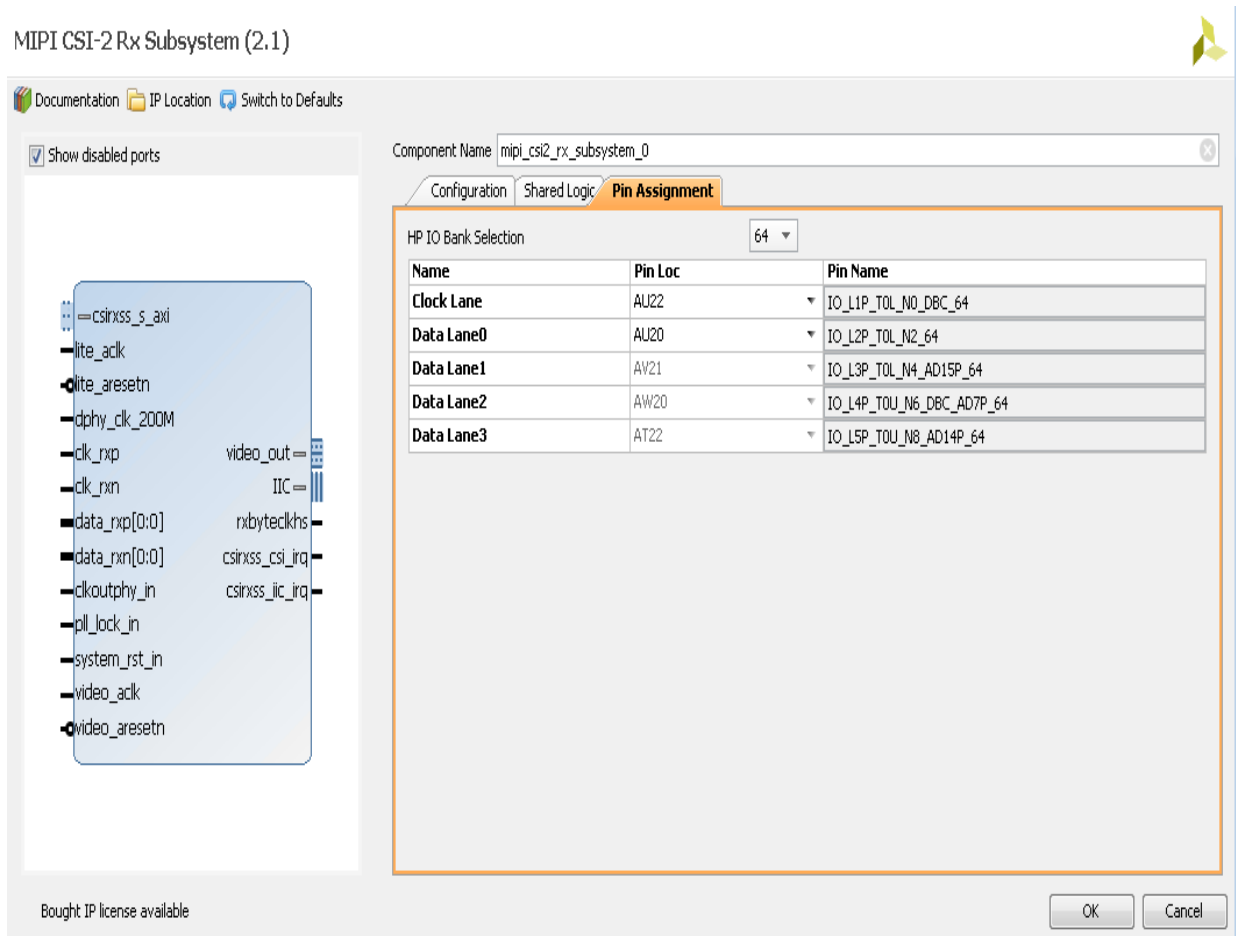 MIPI CSI-2 Rx Subsystem (2.1)
Documentation IP Location Switch to Defaults
Show disabled ports
csirxss_s_axi
lite_aclk
lite_aresetn
dphy_clk_200M
clk_rxp
clk_rxn
data_rxp[0:0]
data_rxn[0:0]
clkoutphy_in
pll_lock_in
system_rst_in
video_aclk
video_aresetn
video_out
IIC
rxbyteclkhs
csirxss_csi_irq
csirxss_iic_irq
Component Name mipi_csi2_rx_subsystem_0
Configuration Shared Logic Pin Assignment
HP IO Bank Selection 64
Name Pin Loc Pin Name
Clock Lane AU22 IO_L1P_T0L_N0_DBC_64
Data Lane0 AU20 IO_L2P_T0L_N2_64
Data Lane1 AV21 IO_L3P_T0L_N4_AD15P_64
Data Lane2 AW20 IO_L4P_T0U_N6_DBC_AD7P_64
Data Lane3 AT22 IO_L5P_T0U_N8_AD14P_64
Bought IP license available
OK Cancel